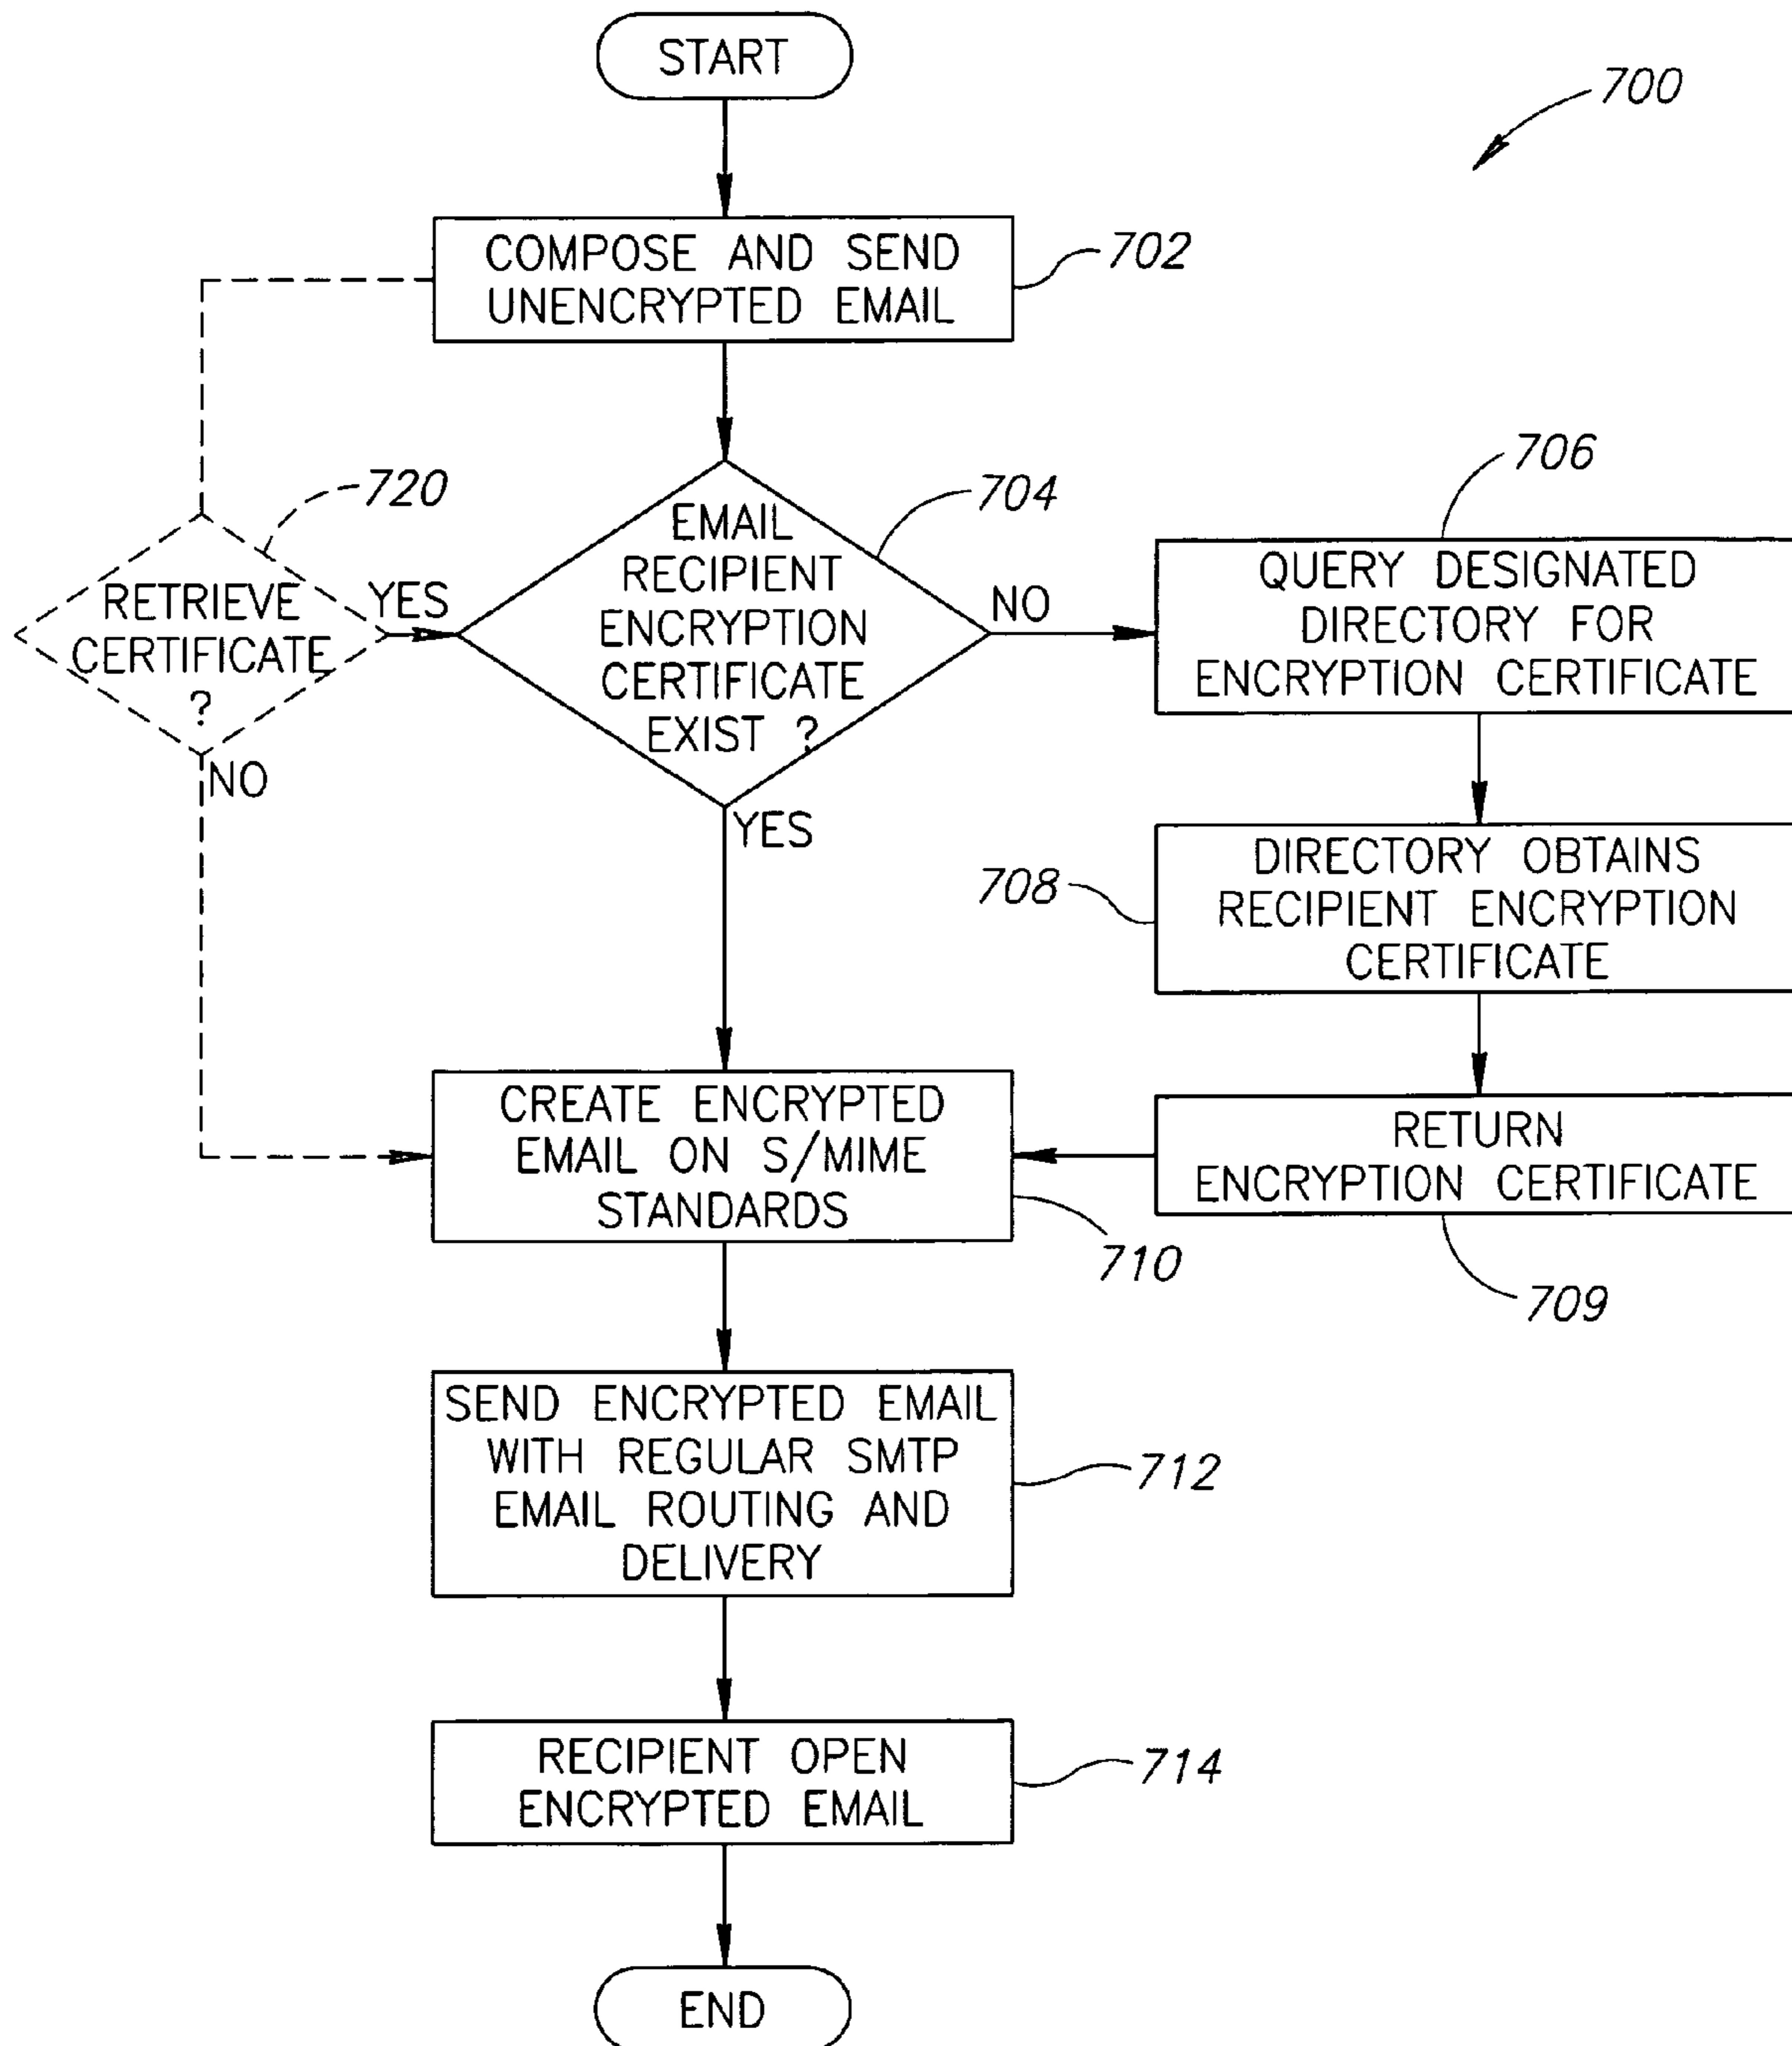 START
700
COMPOSE AND SEND
UNENCRYPTED EMAIL
702
720
RETRIEVE
CERTIFICATE
?
YES
NO
EMAIL
RECIPIENT
ENCRYPTION
CERTIFICATE
EXIST ?
704
NO
YES
706
QUERY DESIGNATED
DIRECTORY FOR
ENCRYPTION CERTIFICATE
708
DIRECTORY OBTAINS
RECIPIENT ENCRYPTION
CERTIFICATE
RETURN
ENCRYPTION CERTIFICATE
709
CREATE ENCRYPTED
EMAIL ON S/MIME
STANDARDS
710
SEND ENCRYPTED EMAIL
WITH REGULAR SMTP
EMAIL ROUTING AND
DELIVERY
712
RECIPIENT OPEN
ENCRYPTED EMAIL
714
END